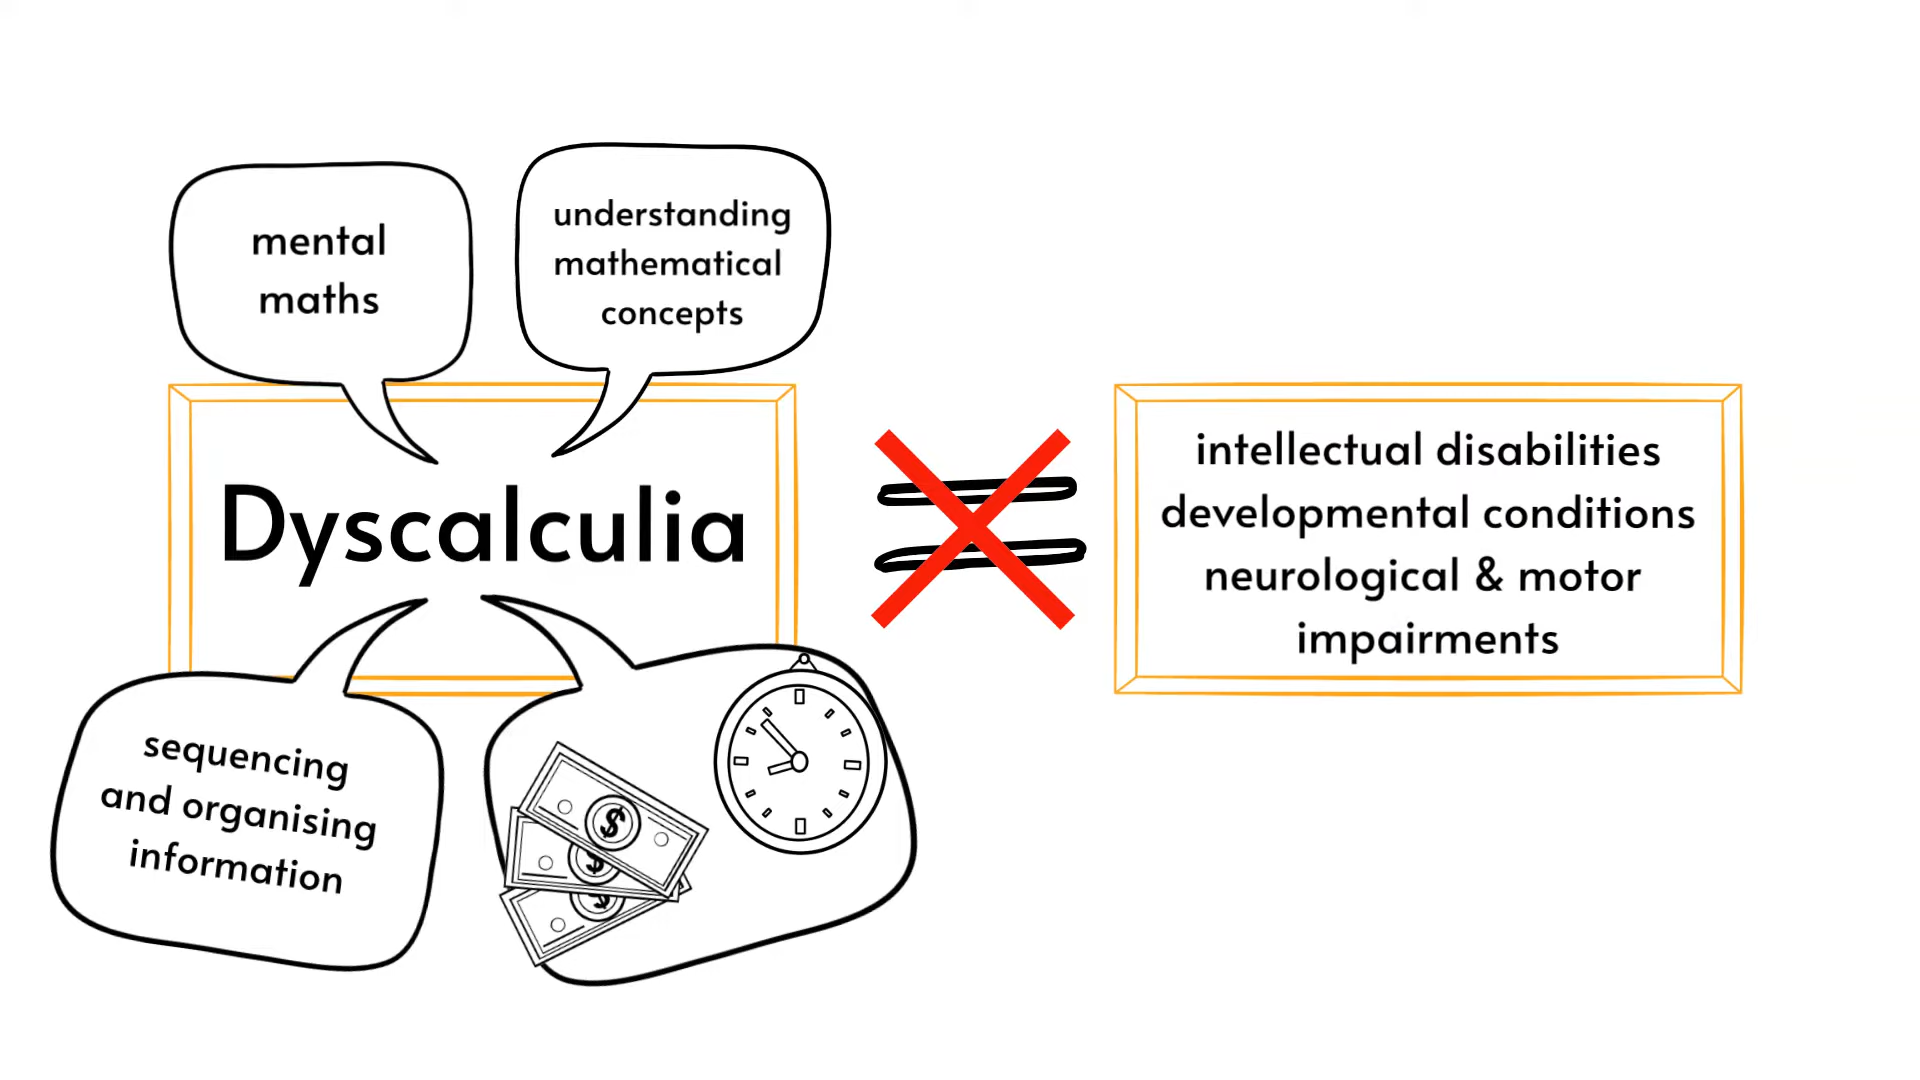 mental
maths
understanding
mathematical
concepts
Dyscalculia
intellectual disabilities
developmental conditions
neurological & motor
impairments
sequencing
and organising
information
$
$
$